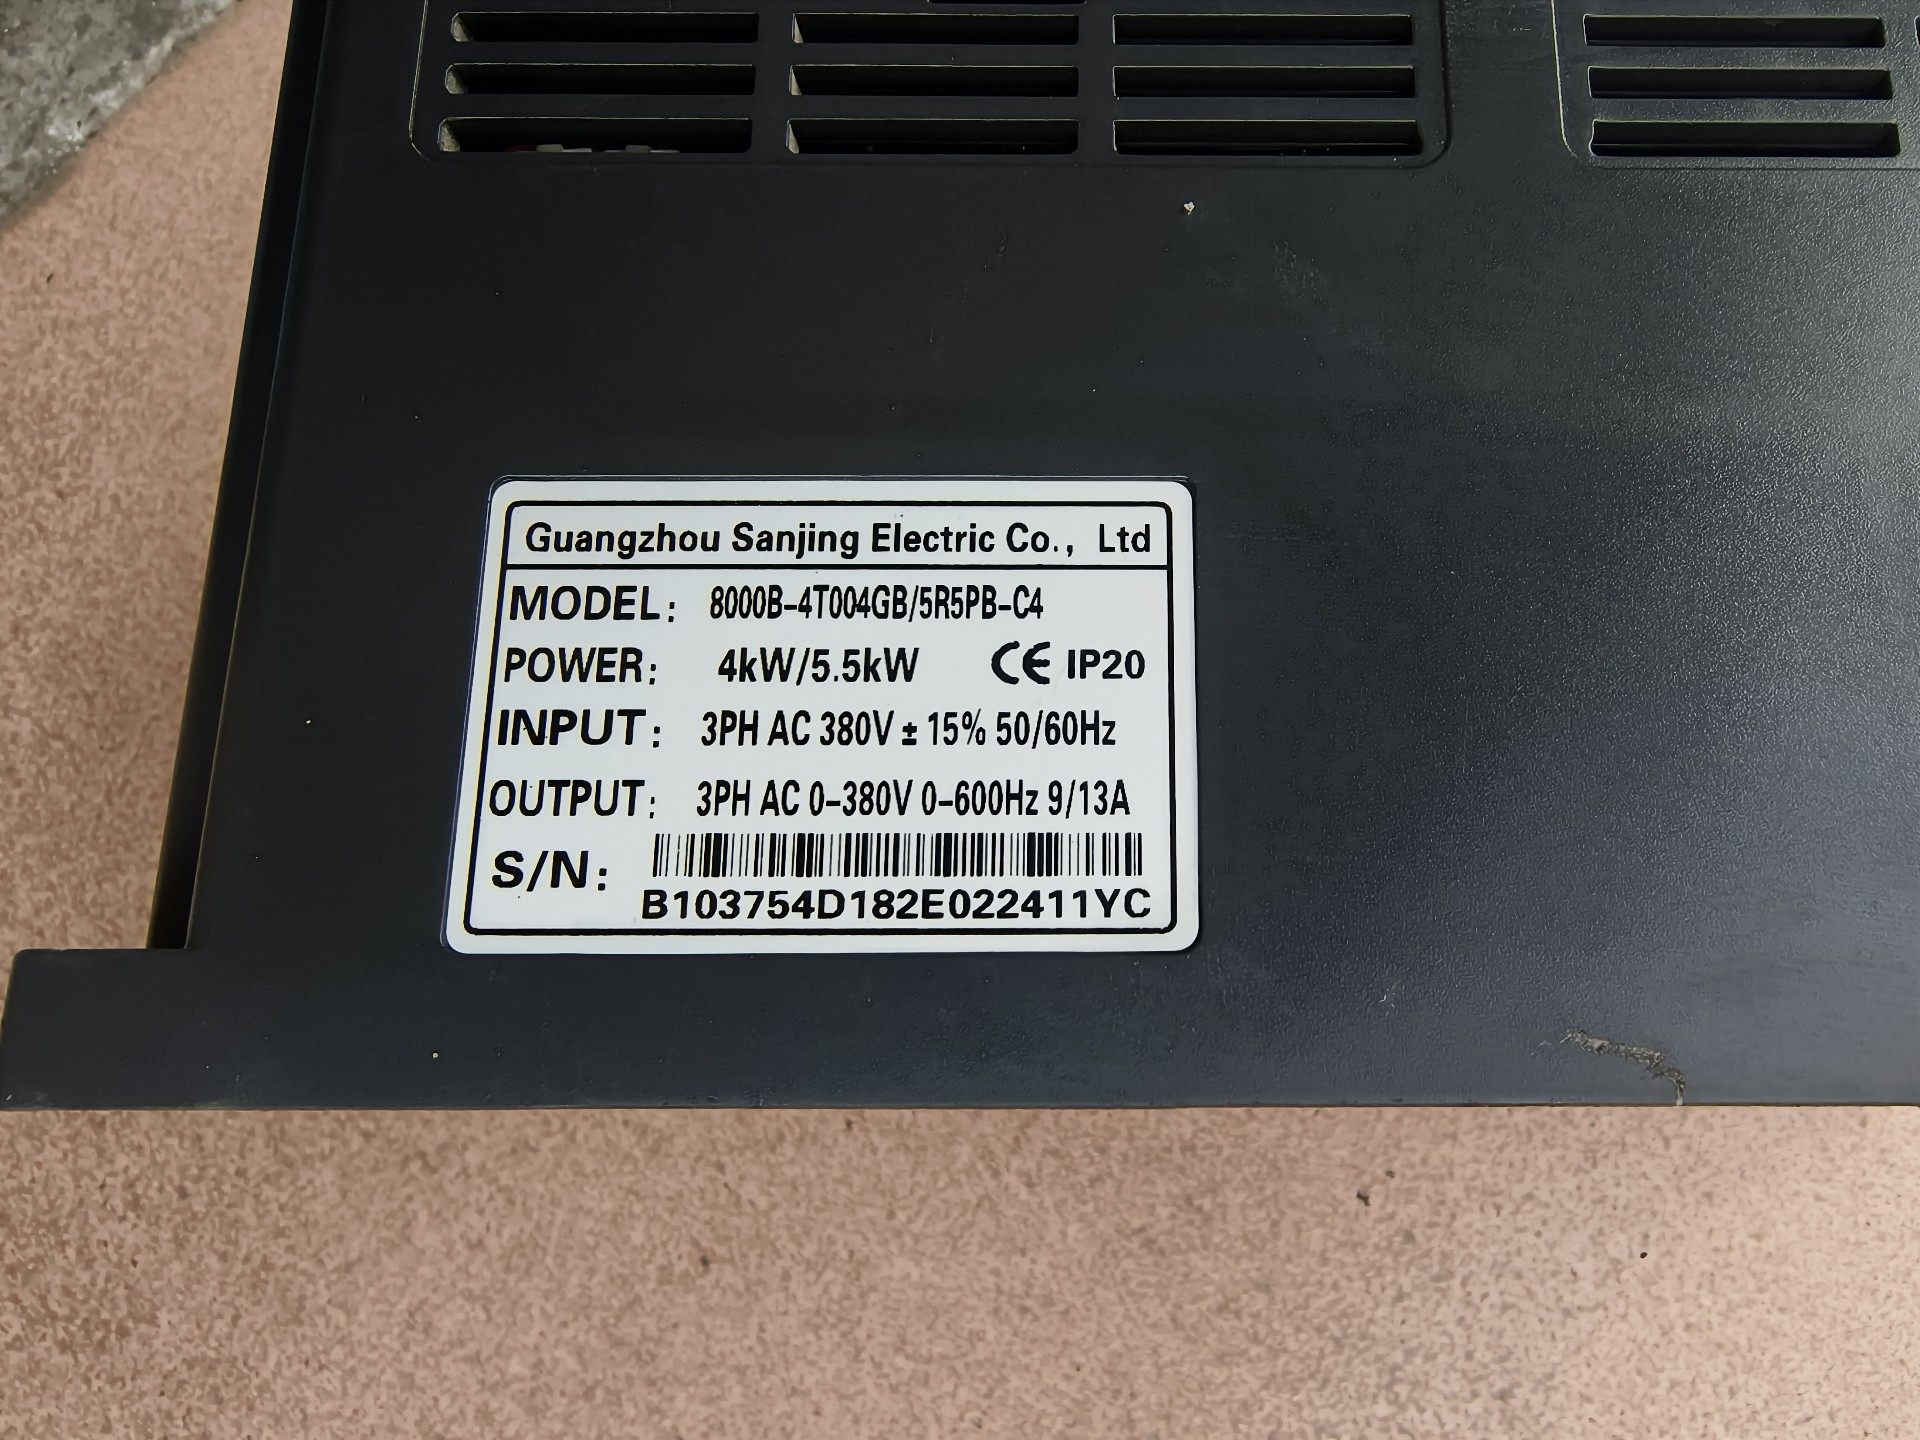 Guangzhou Sanjing Electric Co., Ltd
MODEL: 8000B-4T004GB/5R5PB-C4
POWER: 4kW/5.5kW CE IP20
INPUT: 3PH AC 380V ± 15% 50/60Hz
OUTPUT: 3PH AC 0-380V 0-600Hz 9/13A
S/N:
B103754D182E022411YC